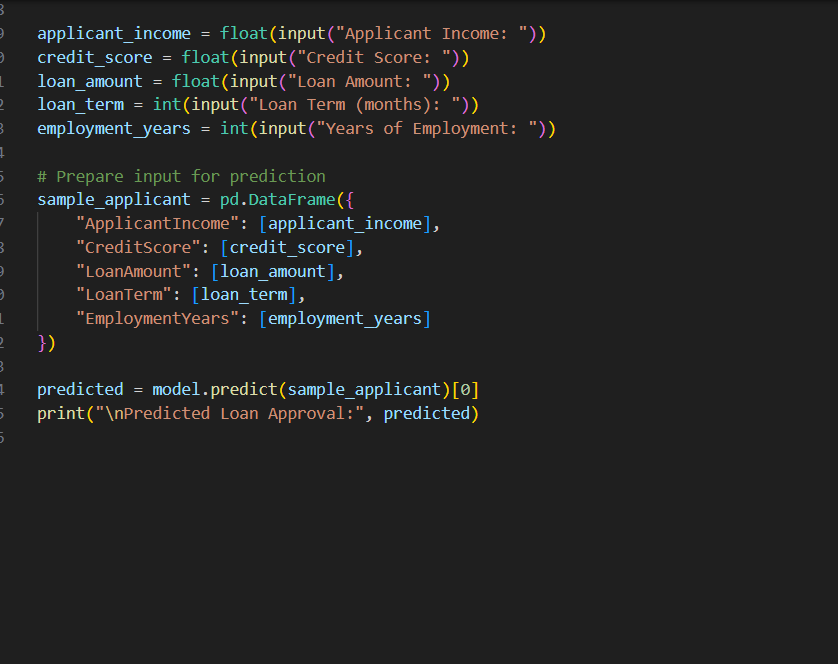 applicant_income = float(input("Applicant Income: "))
credit_score = float(input("Credit Score: "))
loan_amount = float(input("Loan Amount: "))
loan_term = int(input("Loan Term (months): "))
employment_years = int(input("Years of Employment: "))
# Prepare input for prediction
sample_applicant = pd.DataFrame({
    "ApplicantIncome": [applicant_income],
    "CreditScore": [credit_score],
    "LoanAmount": [loan_amount],
    "LoanTerm": [loan_term],
    "EmploymentYears": [employment_years]
})
predicted = model.predict(sample_applicant)[0]
print("\nPredicted Loan Approval:", predicted)